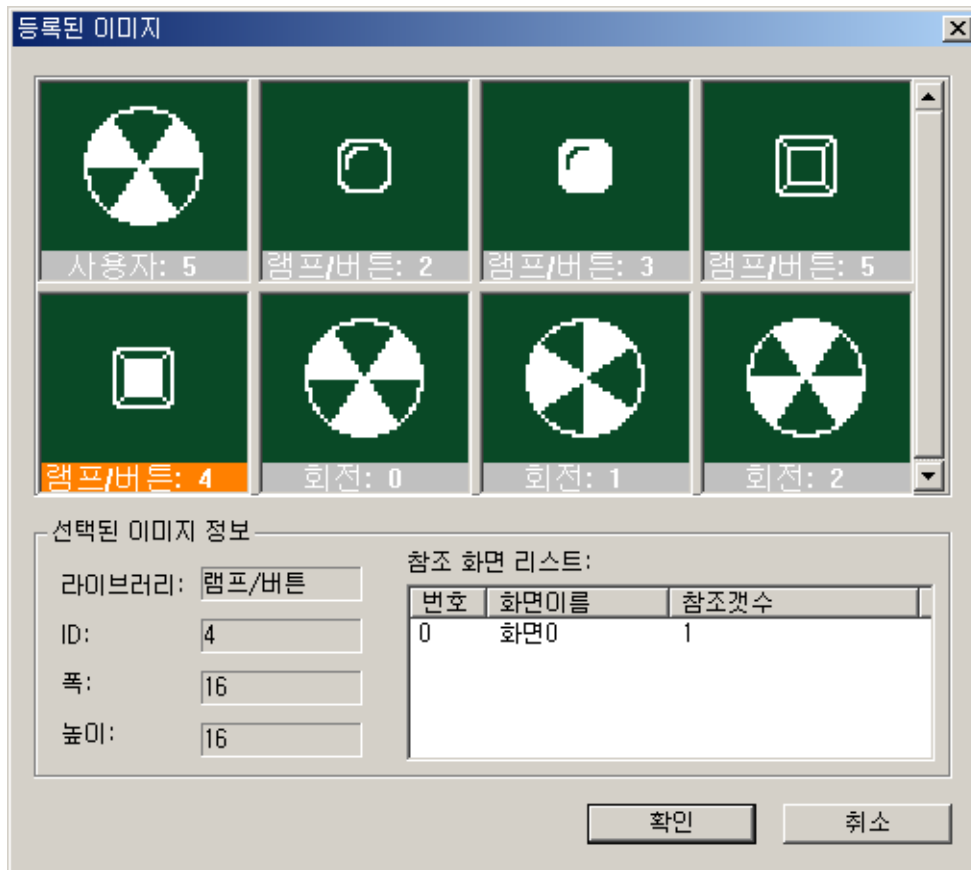 등록된 이미지
사용자: 5
램프/버튼: 2
램프/버튼: 3
램프/버튼: 5
램프/버튼: 4
회전: 0
회전: 1
회전: 2
선택된 이미지 정보
라이브러리: 램프/버튼
ID: 4
폭: 16
높이: 16
참조 화면 리스트:
번호 화면이름 참조갯수
0 화면0 1
확인 취소